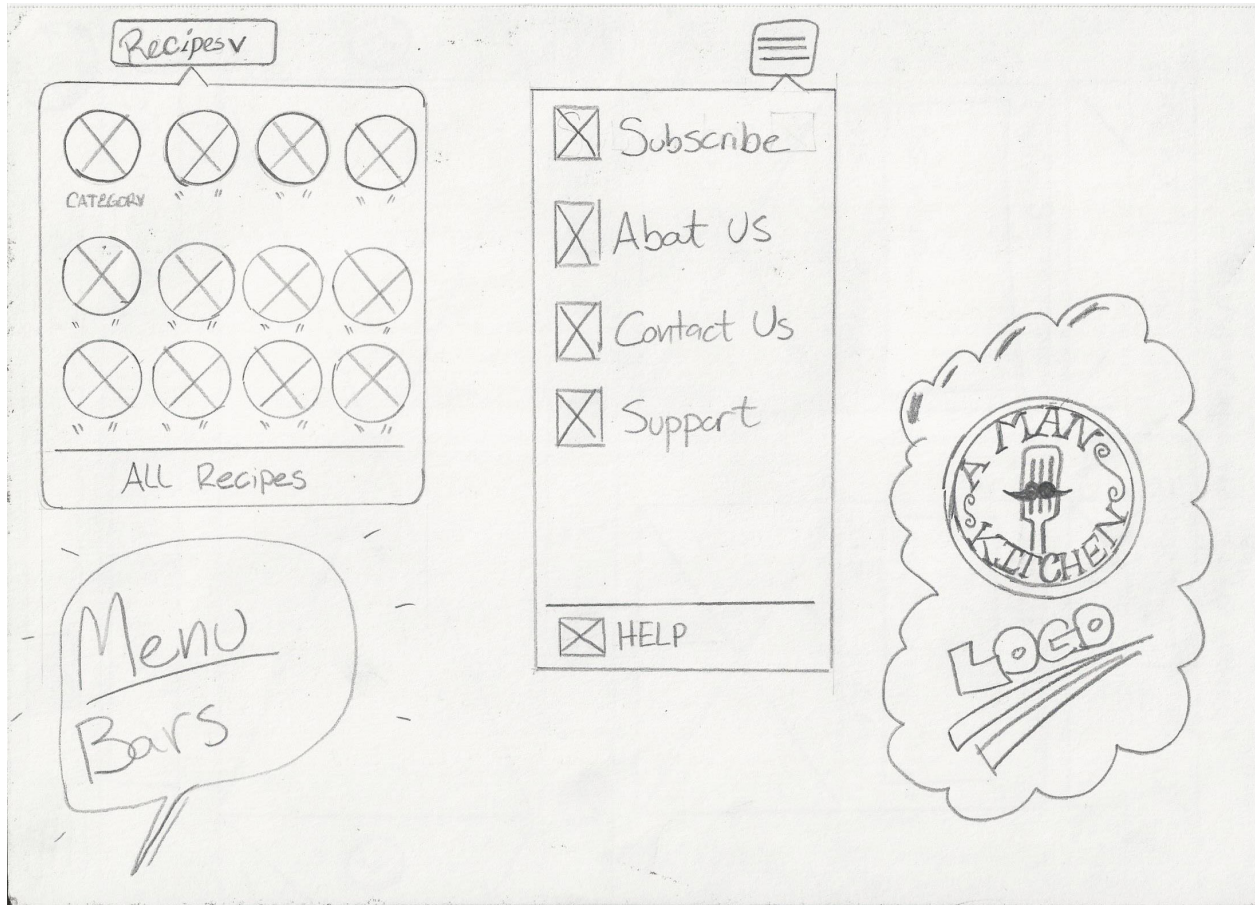 Recipes v
CATEGORY
" "
" "
" "
" "
" "
" "
" "
" "
" "
" "
" "
ALL Recipes
Menu
Bars
Subscribe
Abat Us
Contact Us
Support
HELP
A MAN
KITCHEN
LOGO